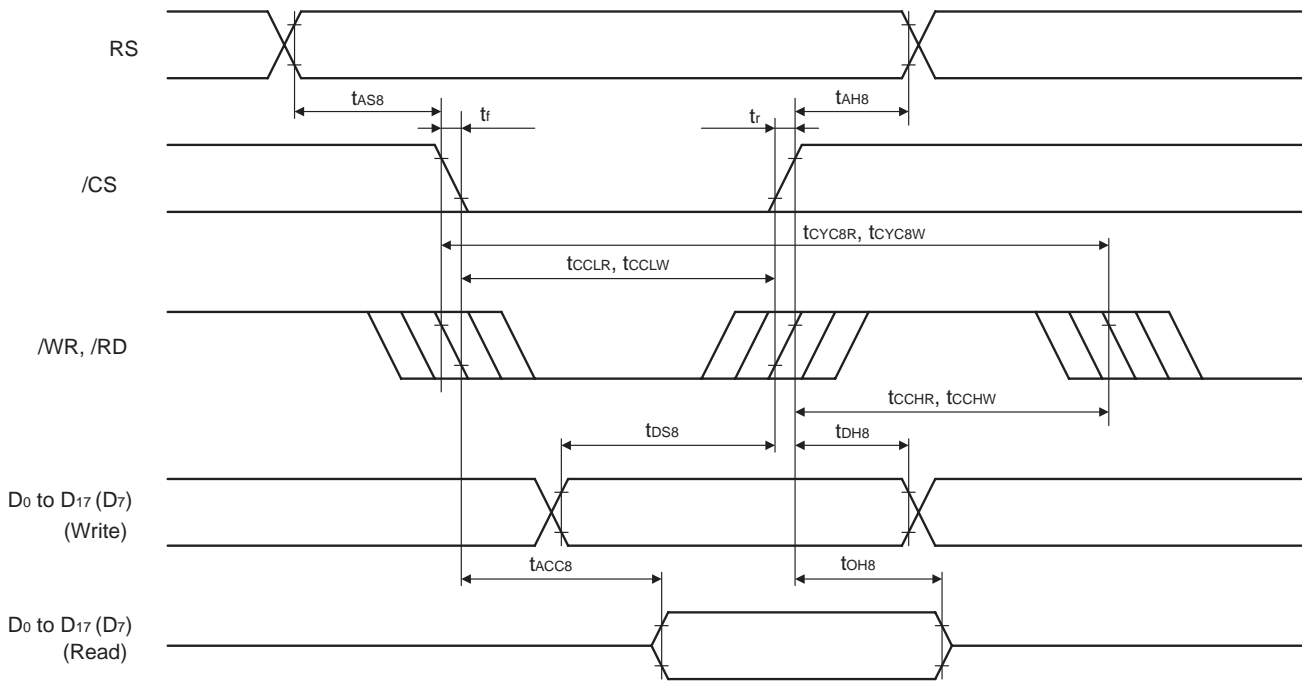 RS
tAS8
tAH8
tf
tr
/CS
tCYC8R, tCYC8W
tCCLR, tCCLW
/WR, /RD
tCCHR, tCCHW
tDS8
tDH8
D0 to D17 (D7)
(Write)
tACC8
tOH8
D0 to D17 (D7)
(Read)